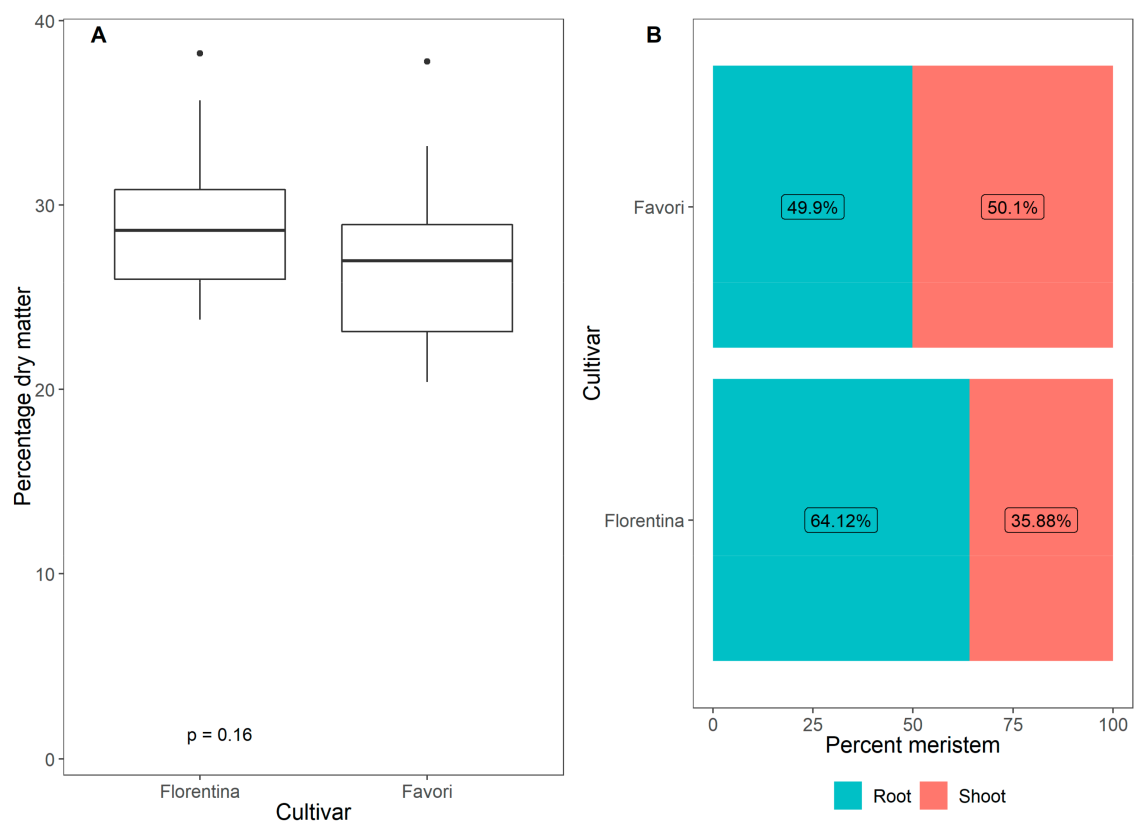 A
Percentage dry matter
40
30
20
10
0
p = 0.16
Florentina
Favori
Cultivar
B
Cultivar
Favori
49.9%
50.1%
Florentina
64.12%
35.88%
0
25
50
75
100
Percent meristem
Root
Shoot